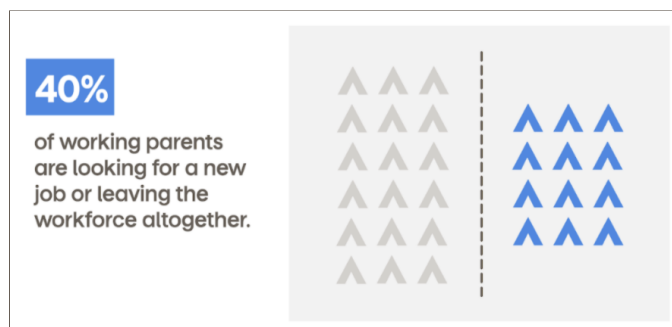 40%
of working parents
are looking for a new
job or leaving the
workforce altogether.